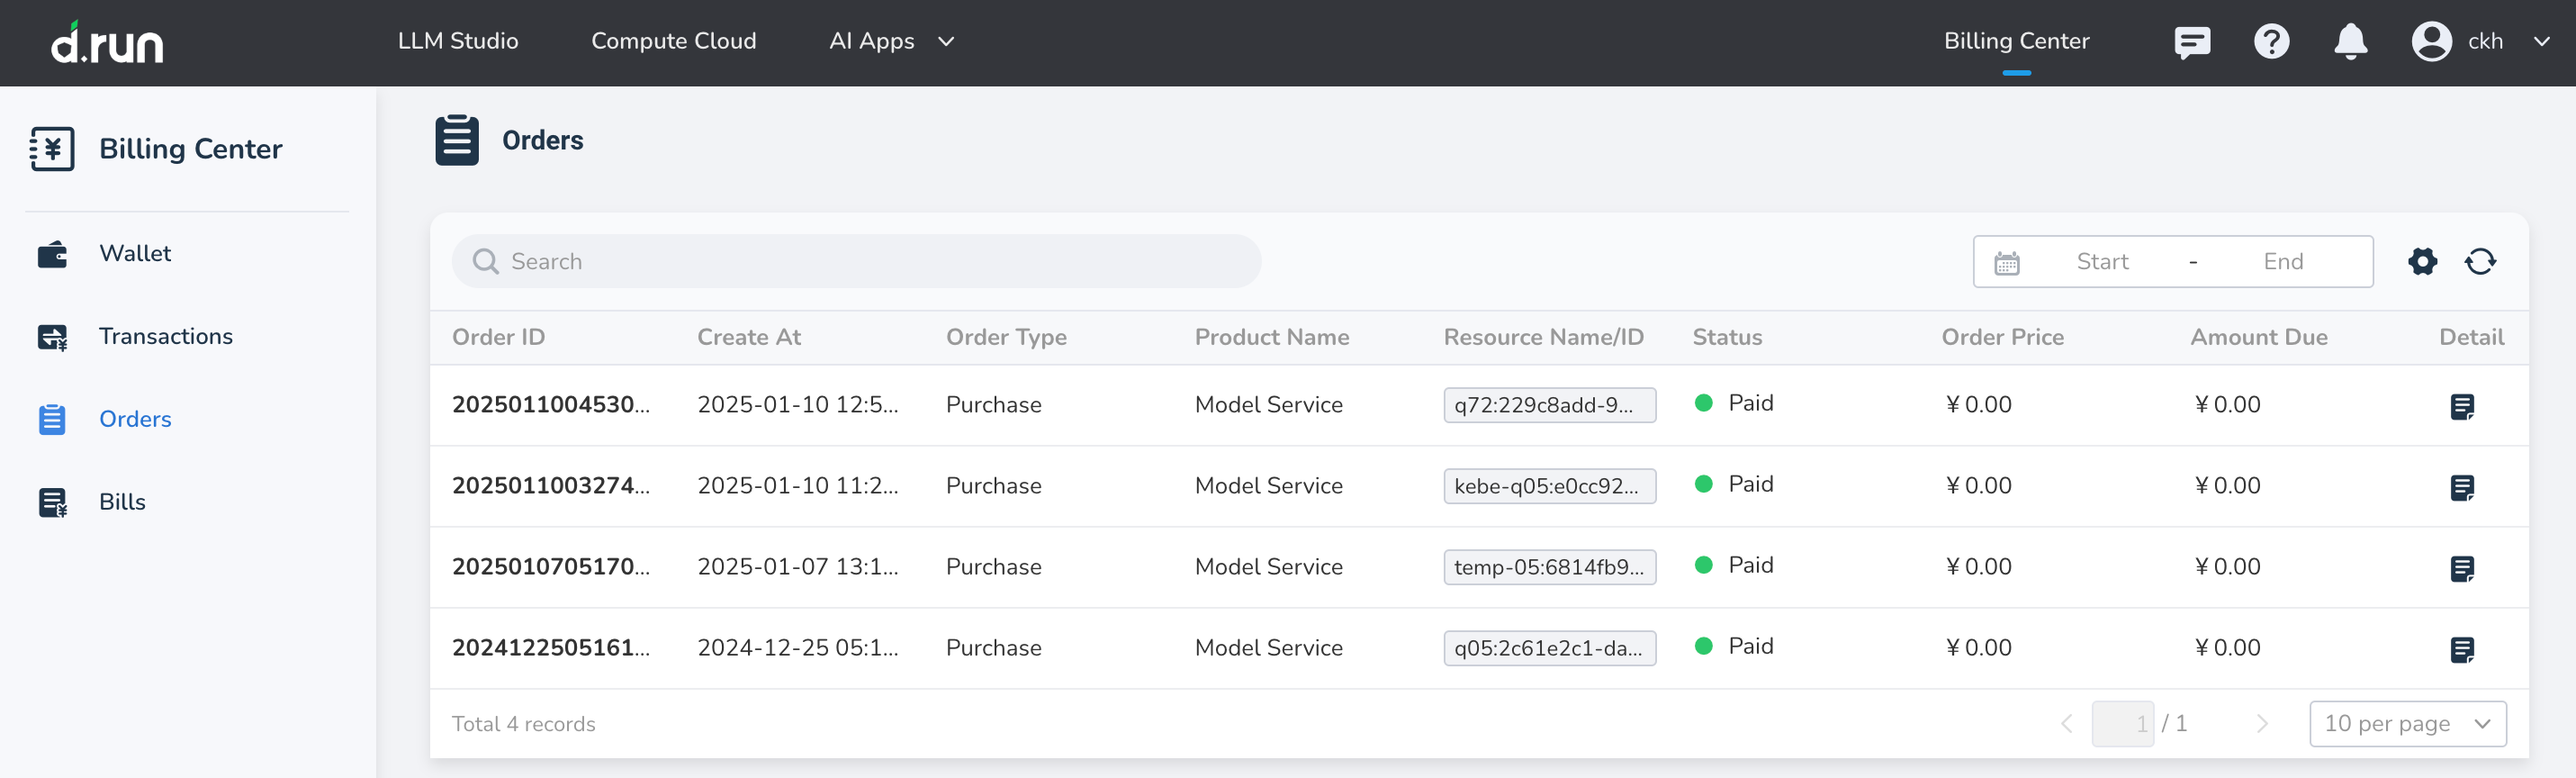 d.run LLM Studio Compute Cloud AI Apps Billing Center ckh
Billing Center
Wallet
Transactions
Orders
Bills
Orders
Search Start - End
Order ID Create At Order Type Product Name Resource Name/ID Status Order Price Amount Due Detail
2025011004530... 2025-01-10 12:5... Purchase Model Service q72:229c8add-9... Paid ¥ 0.00 ¥ 0.00
2025011003274... 2025-01-10 11:2... Purchase Model Service kebe-q05:e0cc92... Paid ¥ 0.00 ¥ 0.00
2025010705170... 2025-01-07 13:1... Purchase Model Service temp-05:6814fb9... Paid ¥ 0.00 ¥ 0.00
2024122505161... 2024-12-25 05:1... Purchase Model Service q05:2c61e2c1-da... Paid ¥ 0.00 ¥ 0.00
Total 4 records 1 / 1 10 per page